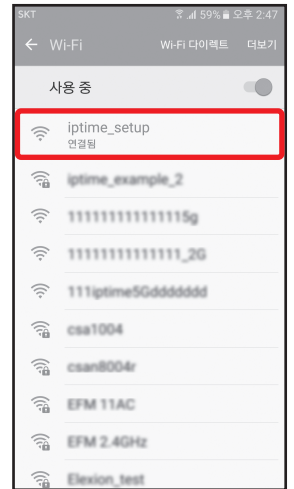 SKT 59% 오후 2:47
← Wi-Fi Wi-Fi 다이렉트 더보기
사용 중
iptime_setup
연결됨
iptime_example_2
111111111111115g
11111111111111_2G
111iptime5Gddddddd
csa1004
csan8004r
EFM 11AC
EFM 2.4GHz
Elexion_test